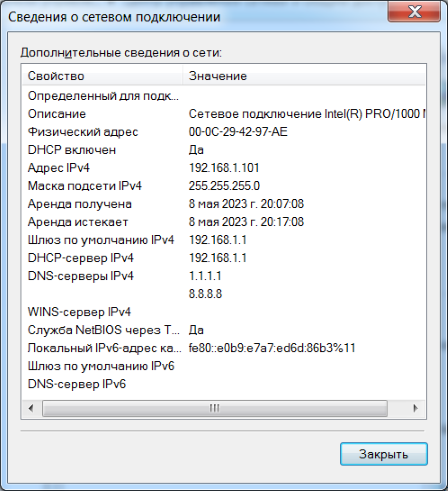 Сведения о сетевом подключении
Дополнительные сведения о сети:
Свойство Значение
Определенный для подк...
Описание Сетевое подключение Intel(R) PRO/1000 M
Физический адрес 00-0C-29-42-97-AE
DHCP включен Да
Адрес IPv4 192.168.1.101
Маска подсети IPv4 255.255.255.0
Аренда получена 8 мая 2023 г. 20:07:08
Аренда истекает 8 мая 2023 г. 20:17:08
Шлюз по умолчанию IPv4 192.168.1.1
DHCP-сервер IPv4 192.168.1.1
DNS-серверы IPv4 1.1.1.1
8.8.8.8
WINS-сервер IPv4
Служба NetBIOS через T... Да
Локальный IPv6-адрес ка... fe80::e0b9:e7a7:ed6d:86b3%11
Шлюз по умолчанию IPv6
DNS-сервер IPv6
Закрыть